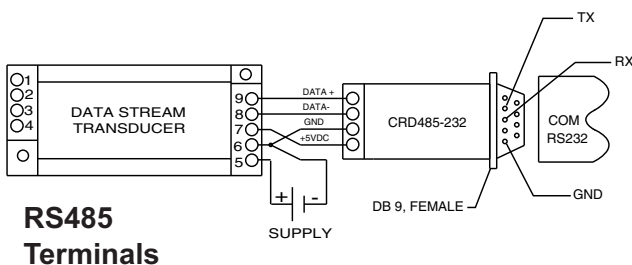 TX
RX
1
2
3
4
DATA STREAM
TRANSDUCER
9
8
7
6
5
DATA +
DATA-
GND
+5VDC
CRD485-232
COM
RS232
+ -
SUPPLY
DB 9, FEMALE
GND
RS485
Terminals